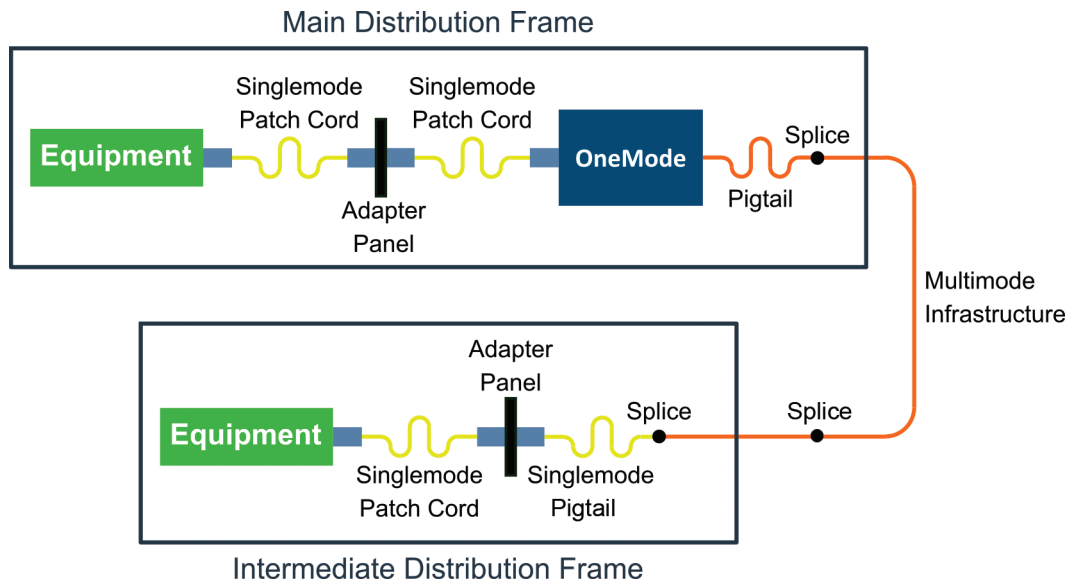 Main Distribution Frame
Singlemode
Patch Cord
Singlemode
Patch Cord
Equipment
OneMode
Splice
Adapter
Panel
Pigtail
Multimode
Infrastructure
Adapter
Panel
Equipment
Splice
Splice
Singlemode
Patch Cord
Singlemode
Pigtail
Intermediate Distribution Frame